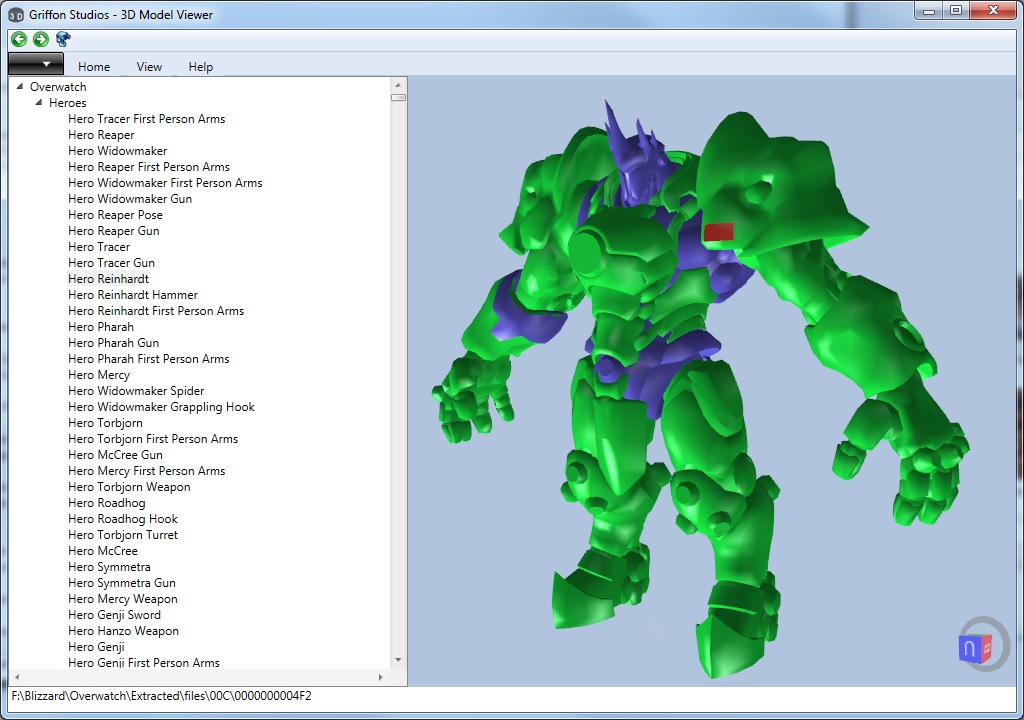 Griffon Studios - 3D Model Viewer
Home View Help
Overwatch
Heroes
Hero Tracer First Person Arms
Hero Reaper
Hero Widowmaker
Hero Reaper First Person Arms
Hero Widowmaker First Person Arms
Hero Widowmaker Gun
Hero Reaper Pose
Hero Reaper Gun
Hero Tracer
Hero Tracer Gun
Hero Reinhardt
Hero Reinhardt Hammer
Hero Reinhardt First Person Arms
Hero Pharah
Hero Pharah Gun
Hero Pharah First Person Arms
Hero Mercy
Hero Widowmaker Spider
Hero Widowmaker Grappling Hook
Hero Torbjorn
Hero Torbjorn First Person Arms
Hero McCree Gun
Hero Mercy First Person Arms
Hero Torbjorn Weapon
Hero Roadhog
Hero Roadhog Hook
Hero Torbjorn Turret
Hero McCree
Hero Symmetra
Hero Symmetra Gun
Hero Mercy Weapon
Hero Genji Sword
Hero Hanzo Weapon
Hero Genji
Hero Genji First Person Arms
F:\Blizzard\Overwatch\Extracted\files\00C\0000000004F2